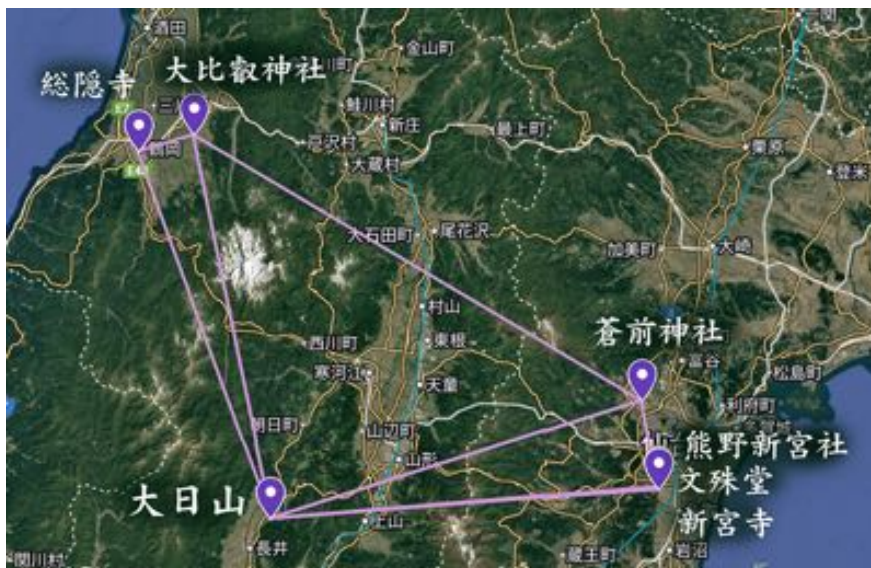 酒田
一関
金山町
大比叡神社
総隠寺
鮭川村
新庄
最上町
戸沢村
大蔵村
栗原
登米
鶴岡
大石田町
尾花沢
加美町
大崎
村山
西川町
東根
蒼前神社
富谷
寒河江
天童
松島町
利府町
朝日町
山辺町
山形
熊野新宮社
文殊堂
新宮寺
大日山
上山
長井
関川村
蔵王町
岩沼